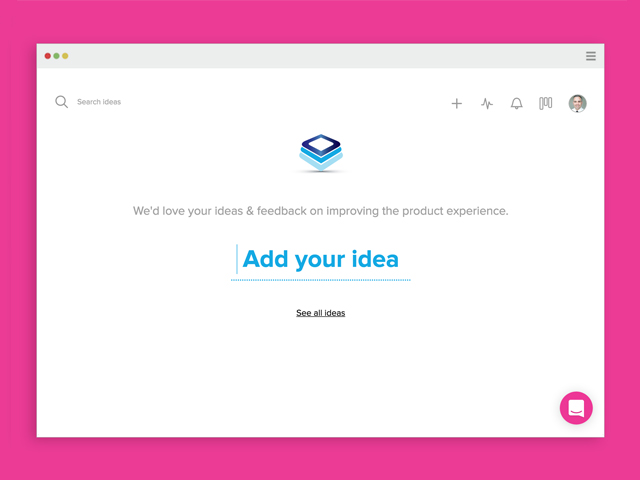 Search ideas
We'd love your ideas & feedback on improving the product experience.
Add your idea
See all ideas